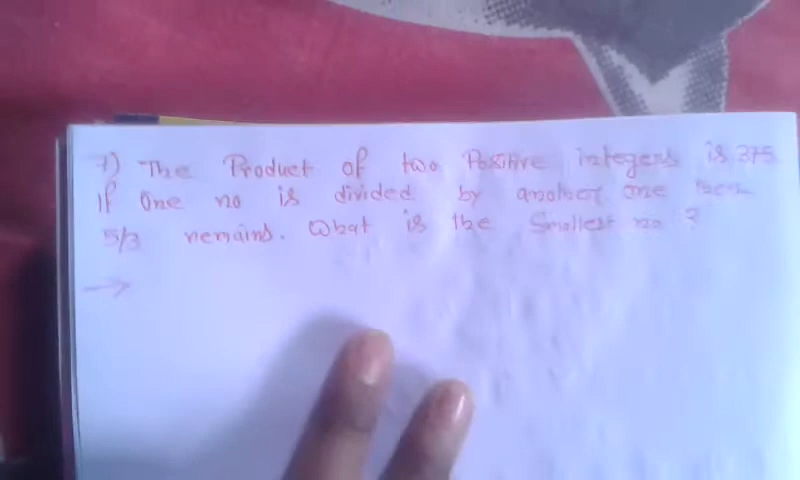 7) The Product of two Positive integers is 375
If one no is divided by another one then
5/3 remains. What is the Smallest no ?
→